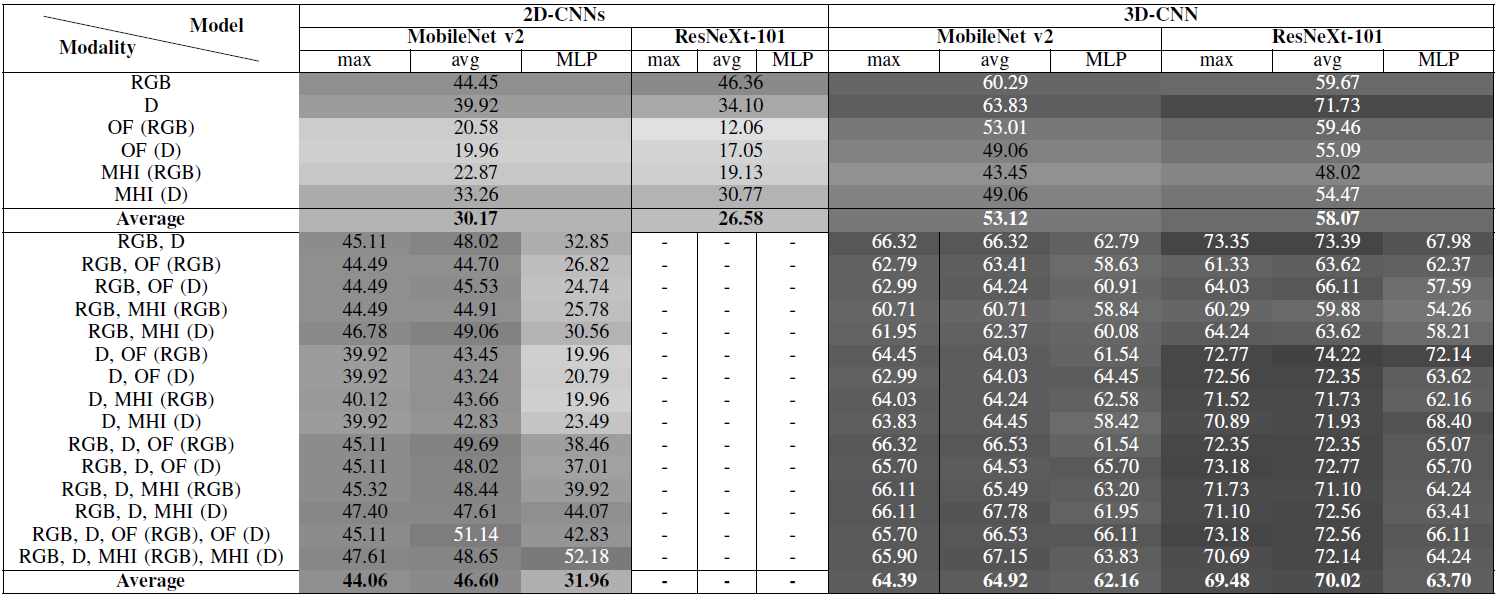 Model 2D-CNNs 3D-CNN
Modality MobileNet v2 ResNeXt-101 MobileNet v2 ResNeXt-101
max avg MLP max avg MLP max avg MLP max avg MLP
RGB 44.45 46.36 60.29 59.67
D 39.92 34.10 63.83 71.73
OF (RGB) 20.58 12.06 53.01 59.46
OF (D) 19.96 17.05 49.06 55.09
MHI (RGB) 22.87 19.13 43.45 48.02
MHI (D) 33.26 30.77 49.06 54.47
Average 30.17 26.58 53.12 58.07
RGB, D 45.11 48.02 32.85 - - - 66.32 66.32 62.79 73.35 73.39 67.98
RGB, OF (RGB) 44.49 44.70 26.82 - - - 62.79 63.41 58.63 61.33 63.62 62.37
RGB, OF (D) 44.49 45.53 24.74 - - - 62.99 64.24 60.91 64.03 66.11 57.59
RGB, MHI (RGB) 44.49 44.91 25.78 - - - 60.71 60.71 58.84 60.29 59.88 54.26
RGB, MHI (D) 46.78 49.06 30.56 - - - 61.95 62.37 60.08 64.24 63.62 58.21
D, OF (RGB) 39.92 43.45 19.96 - - - 64.45 64.03 61.54 72.77 74.22 72.14
D, OF (D) 39.92 43.24 20.79 - - - 62.99 64.03 64.45 72.56 72.35 63.62
D, MHI (RGB) 40.12 43.66 19.96 - - - 64.03 64.24 62.58 71.52 71.73 62.16
D, MHI (D) 39.92 42.83 23.49 - - - 63.83 64.45 58.42 70.89 71.93 68.40
RGB, D, OF (RGB) 45.11 49.69 38.46 - - - 66.32 66.53 61.54 72.35 72.35 65.07
RGB, D, OF (D) 45.11 48.02 37.01 - - - 65.70 64.53 65.70 73.18 72.77 65.70
RGB, D, MHI (RGB) 45.32 48.44 39.92 - - - 66.11 65.49 63.20 71.73 71.10 64.24
RGB, D, MHI (D) 47.40 47.61 44.07 - - - 66.11 67.78 61.95 71.10 72.56 63.41
RGB, D, OF (RGB), OF (D) 45.11 51.14 42.83 - - - 65.70 66.53 66.11 73.18 72.56 66.11
RGB, D, MHI (RGB), MHI (D) 47.61 48.65 52.18 - - - 65.90 67.15 63.83 70.69 72.14 64.24
Average 44.06 46.60 31.96 - - - 64.39 64.92 62.16 69.48 70.02 63.70